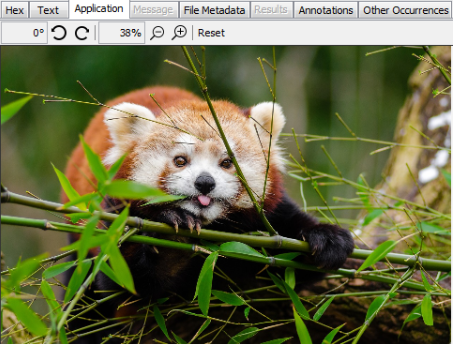 Hex Text Application Message File Metadata Results Annotations Other Occurrences
0° 38% Reset